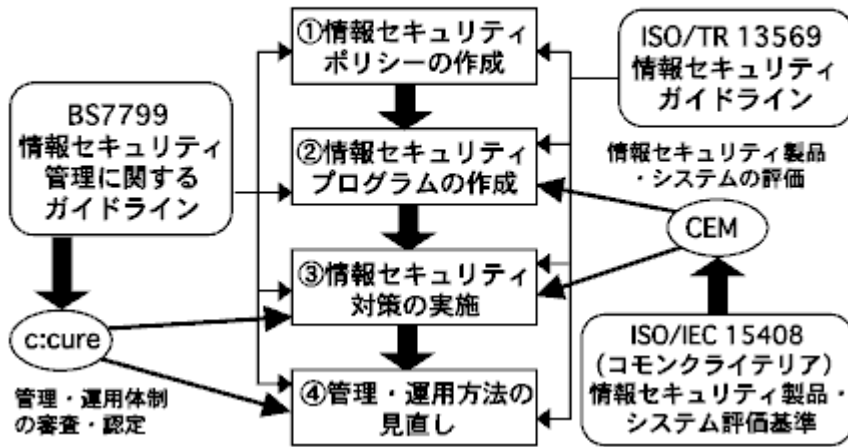 ①情報セキュリティ
ポリシーの作成
ISO/TR 13569
情報セキュリティ
ガイドライン
BS7799
情報セキュリティ
管理に関する
ガイドライン
②情報セキュリティ
プログラムの作成
情報セキュリティ製品
・システムの評価
CEM
③情報セキュリティ
対策の実施
c:cure
管理・運用体制
の審査・認定
④管理・運用方法の
見直し
ISO/IEC 15408
(コモンクライテリア)
情報セキュリティ製品・
システム評価基準